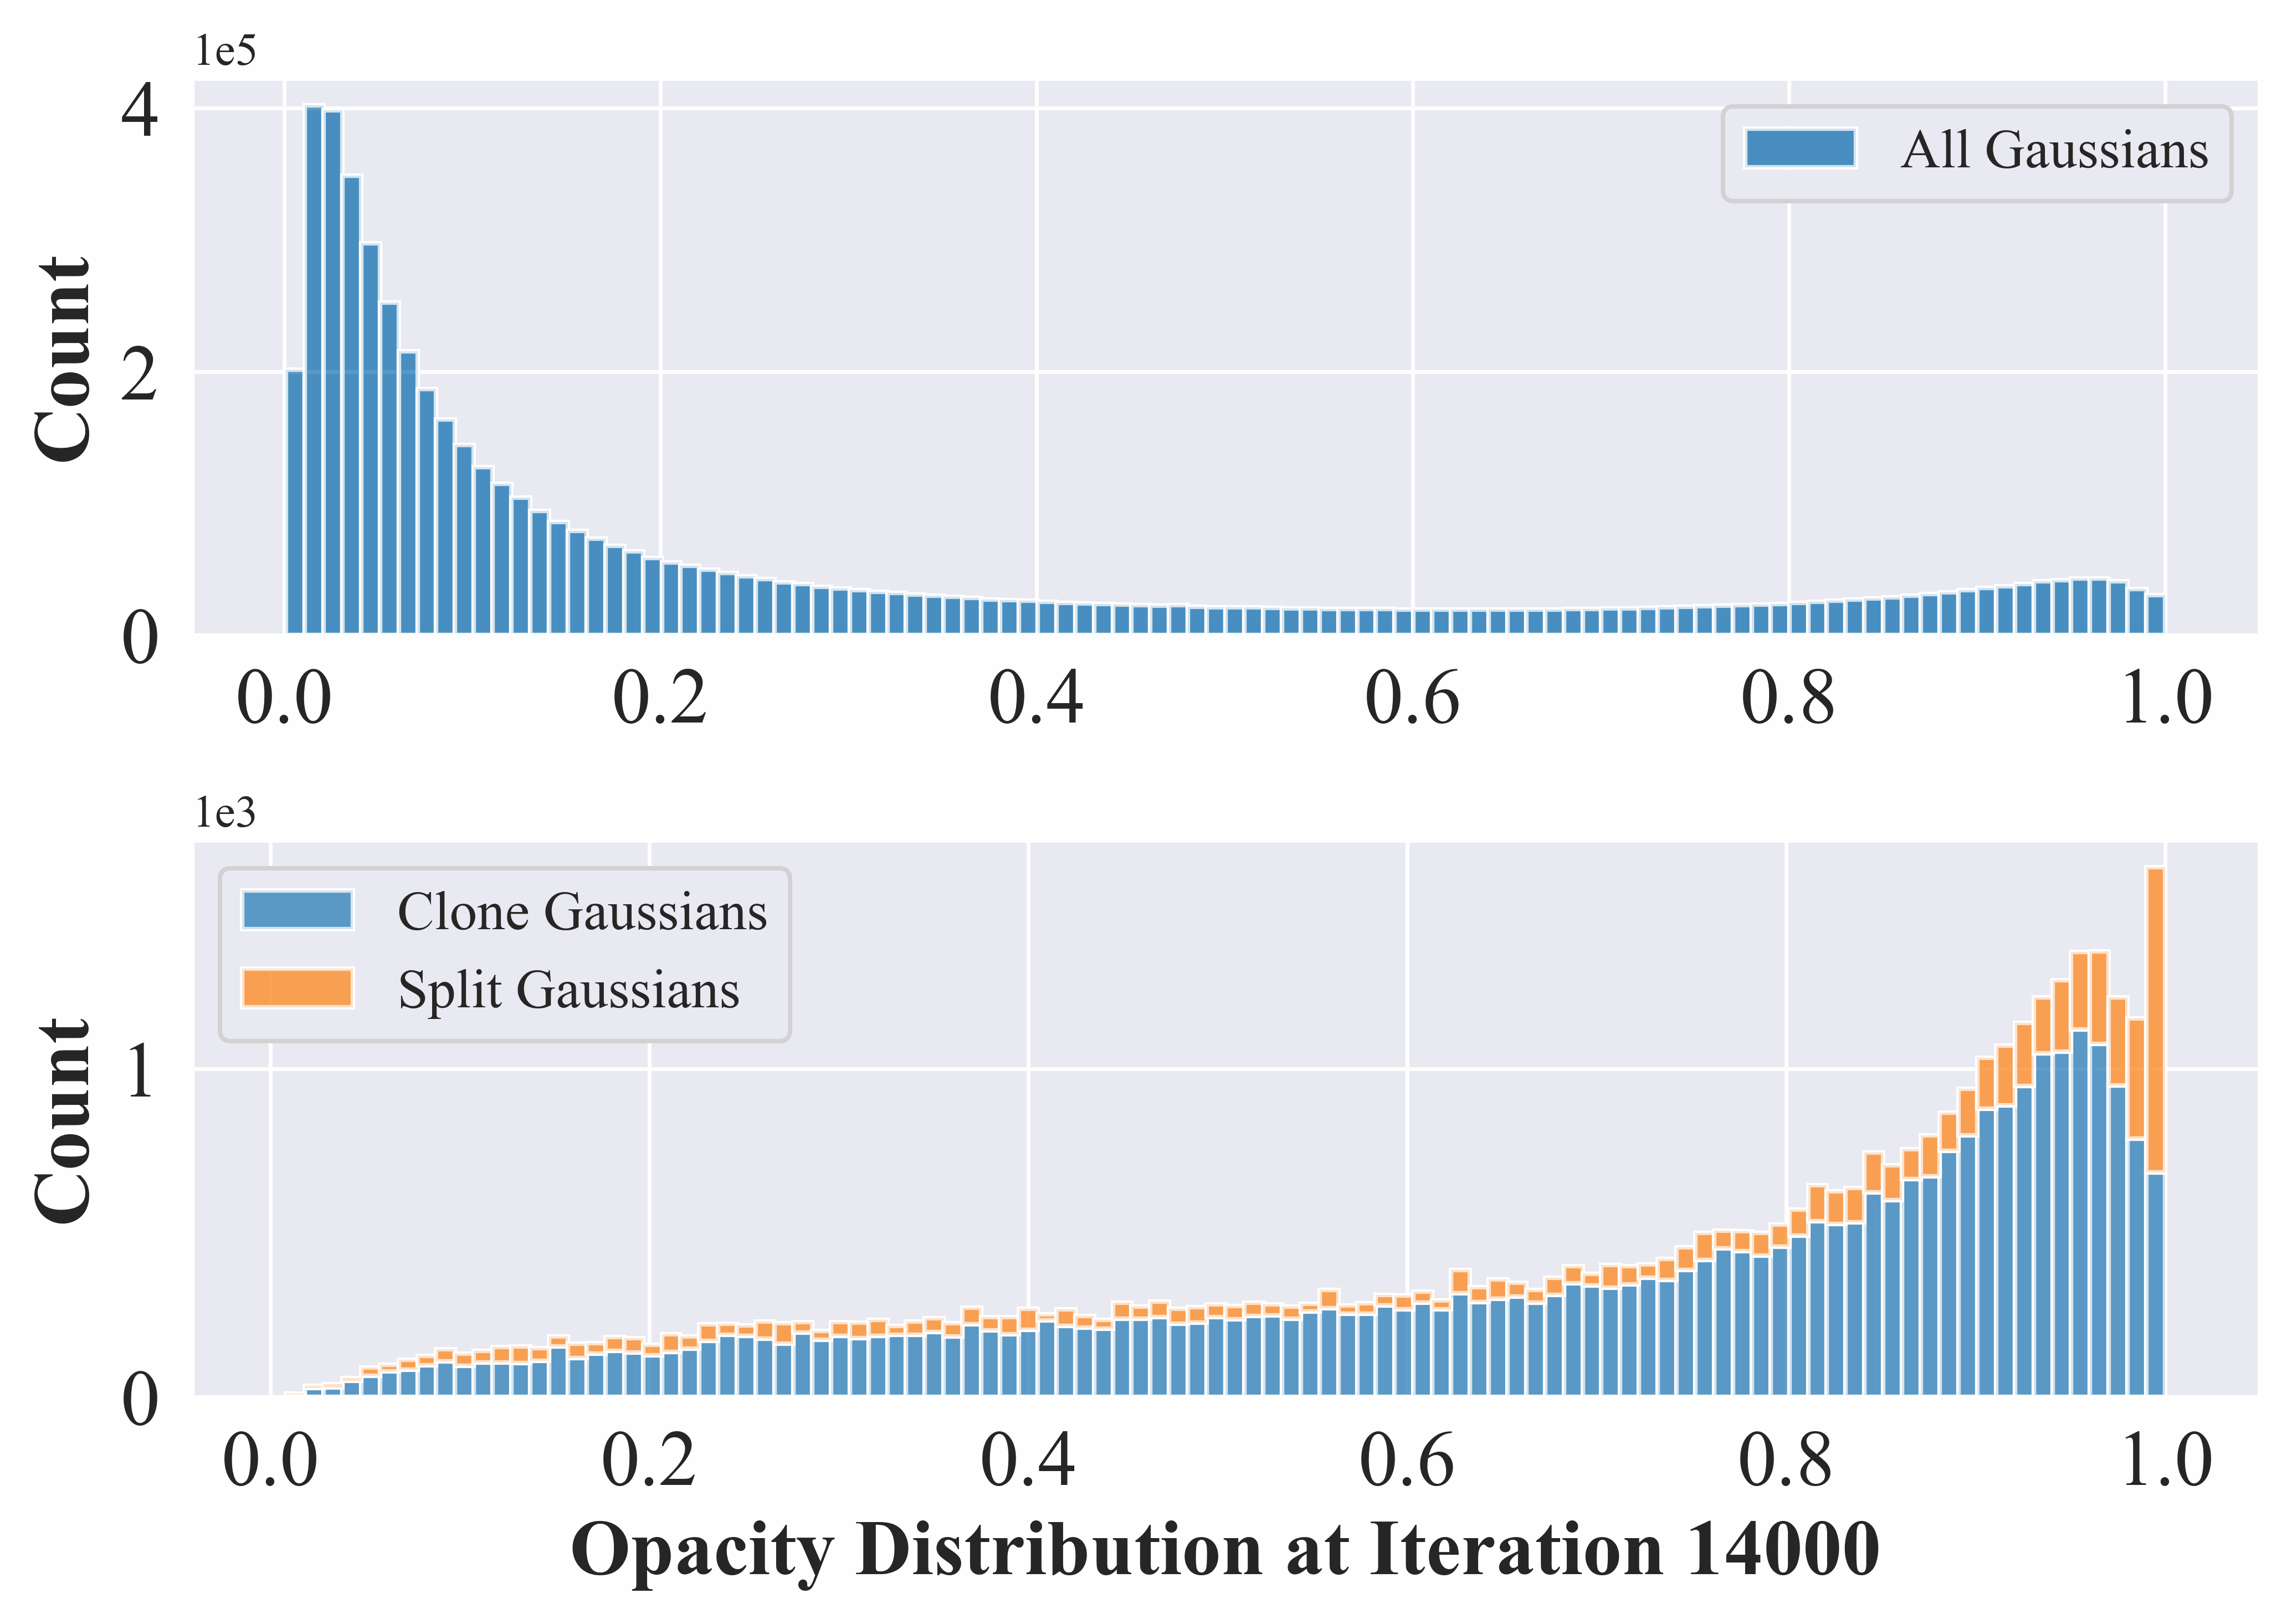 1e5
4
2
0
Count
All Gaussians
0.0 0.2 0.4 0.6 0.8 1.0
1e3
1
0
Count
Clone Gaussians
Split Gaussians
0.0 0.2 0.4 0.6 0.8 1.0
Opacity Distribution at Iteration 14000